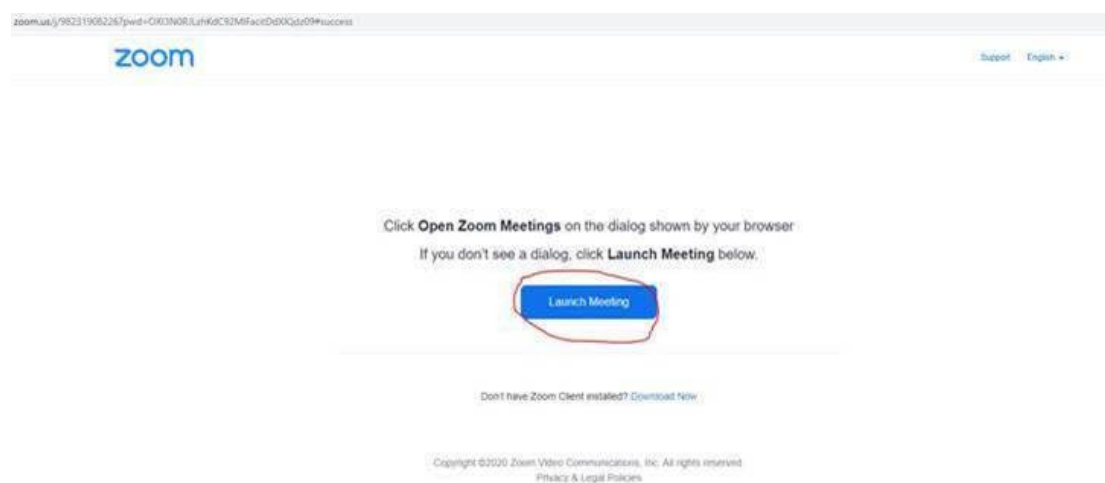 zoom
Support English
Click Open Zoom Meetings on the dialog shown by your browser
If you don't see a dialog, click Launch Meeting below.
Launch Meeting
Don't have Zoom Client installed? Download Now
Copyright ©2020 Zoom Video Communications, Inc. All rights reserved.
Privacy & Legal Policies